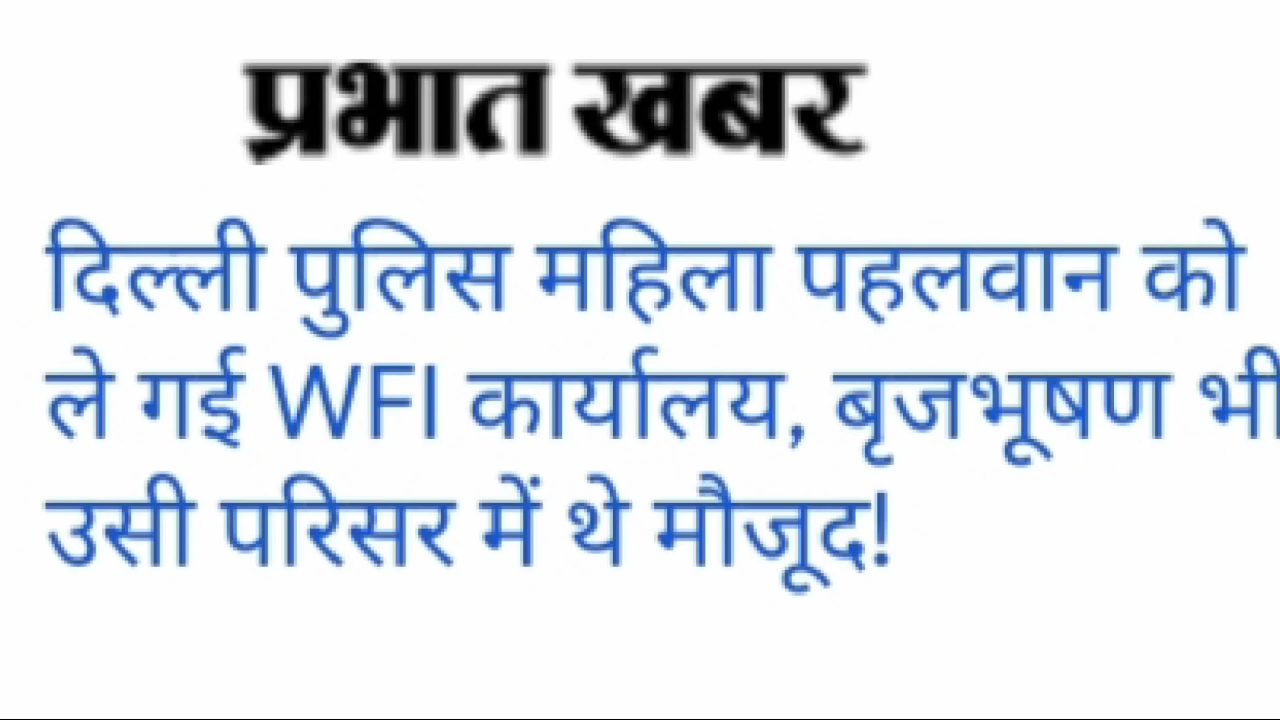 प्रभात खबर
दिल्ली पुलिस महिला पहलवान को
ले गई WFI कार्यालय, बृजभूषण भी
उसी परिसर में थे मौजूद!